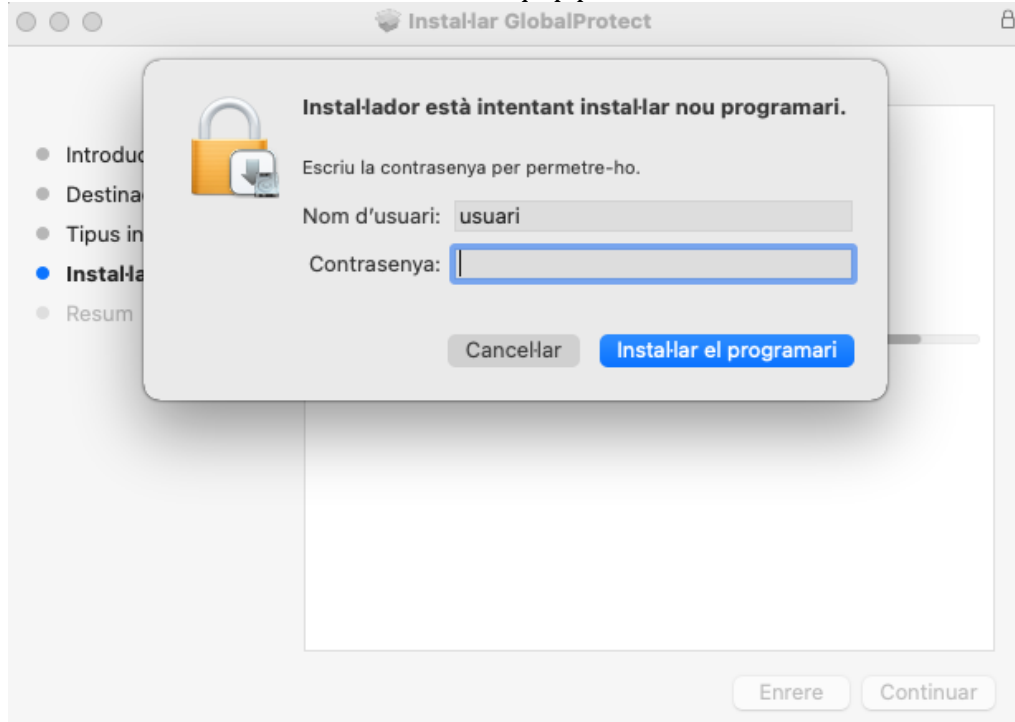 Instal·lar GlobalProtect
Instal·lador està intentant instal·lar nou programari.
Escriu la contrasenya per permetre-ho.
Nom d'usuari: usuari
Contrasenya:
Cancel·lar
Instal·lar el programari
Introduc
Destina
Tipus in
Instal·la
Resum
Enrere
Continuar